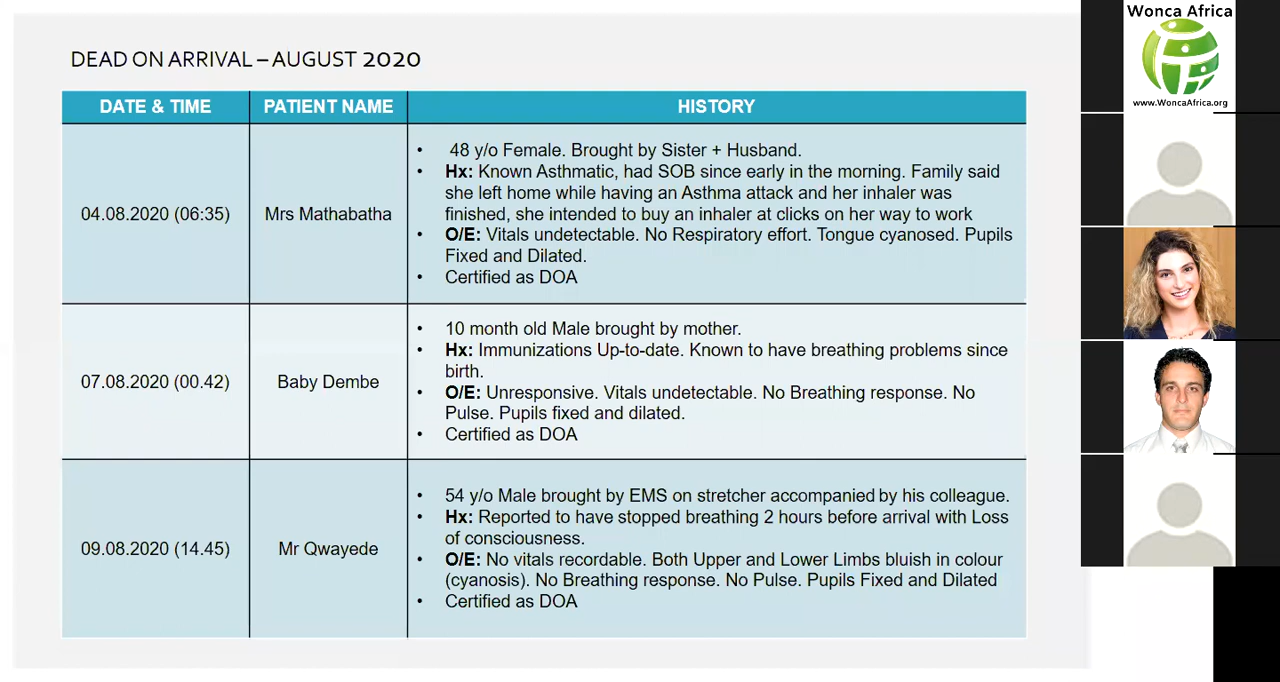 DEAD ON ARRIVAL – AUGUST 2020
DATE & TIME
PATIENT NAME
HISTORY
04.08.2020 (06:35)
Mrs Mathabatha
• 48 y/o Female. Brought by Sister + Husband.
• Hx: Known Asthmatic, had SOB since early in the morning. Family said
she left home while having an Asthma attack and her inhaler was
finished, she intended to buy an inhaler at clicks on her way to work
• O/E: Vitals undetectable. No Respiratory effort. Tongue cyanosed. Pupils
Fixed and Dilated.
• Certified as DOA
07.08.2020 (00.42)
Baby Dembe
• 10 month old Male brought by mother.
• Hx: Immunizations Up-to-date. Known to have breathing problems since
birth.
• O/E: Unresponsive. Vitals undetectable. No Breathing response. No
Pulse. Pupils fixed and dilated.
• Certified as DOA
09.08.2020 (14.45)
Mr Qwayede
• 54 y/o Male brought by EMS on stretcher accompanied by his colleague.
• Hx: Reported to have stopped breathing 2 hours before arrival with Loss
of consciousness.
• O/E: No vitals recordable. Both Upper and Lower Limbs bluish in colour
(cyanosis). No Breathing response. No Pulse. Pupils Fixed and Dilated
• Certified as DOA
Wonca Africa
www.WoncaAfrica.org